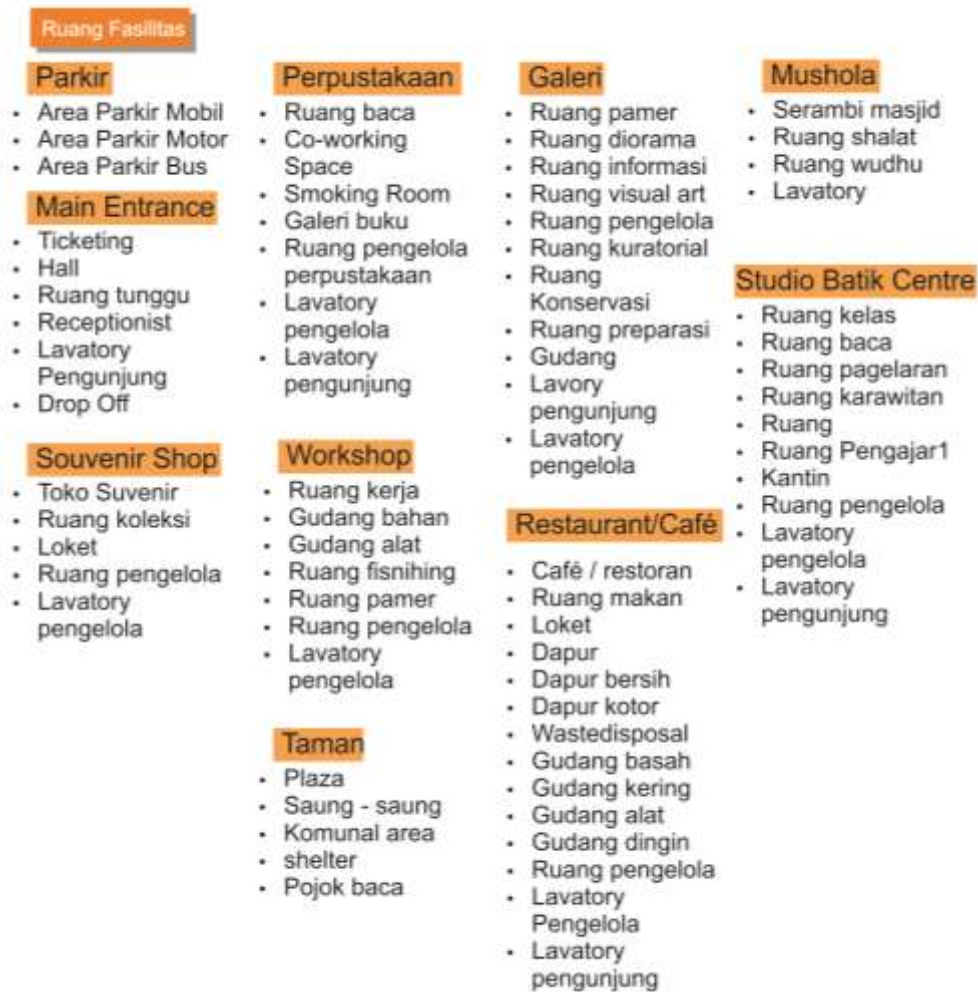 Ruang Fasilitas
Parkir
• Area Parkir Mobil
• Area Parkir Motor
• Area Parkir Bus
Main Entrance
• Ticketing
• Hall
• Ruang tunggu
• Receptionist
• Lavatory
Pengunjung
• Drop Off
Souvenir Shop
• Toko Suvenir
• Ruang koleksi
• Loket
• Ruang pengelola
• Lavatory
pengelola
Perpustakaan
• Ruang baca
• Co-working
Space
• Smoking Room
• Galeri buku
• Ruang pengelola
perpustakaan
• Lavatory
pengelola
• Lavatory
pengunjung
Workshop
• Ruang kerja
• Gudang bahan
• Gudang alat
• Ruang fisnihing
• Ruang pamer
• Ruang pengelola
• Lavatory
pengelola
Taman
• Plaza
• Saung - saung
• Komunal area
• shelter
• Pojok baca
Galeri
• Ruang pamer
• Ruang diorama
• Ruang informasi
• Ruang visual art
• Ruang pengelola
• Ruang kuratorial
• Ruang
Konservasi
• Ruang preparasi
• Gudang
• Lavory
pengunjung
• Lavatory
pengelola
Restaurant/Café
• Café / restoran
• Ruang makan
• Loket
• Dapur
• Dapur bersih
• Dapur kotor
• Wastedisposal
• Gudang basah
• Gudang kering
• Gudang alat
• Gudang dingin
• Ruang pengelola
• Lavatory
Pengelola
• Lavatory
pengunjung
Mushola
• Serambi masjid
• Ruang shalat
• Ruang wudhu
• Lavatory
Studio Batik Centre
• Ruang kelas
• Ruang baca
• Ruang pagelaran
• Ruang karawitan
• Ruang
• Ruang Pengajar1
• Kantin
• Ruang pengelola
• Lavatory
pengelola
• Lavatory
pengunjung